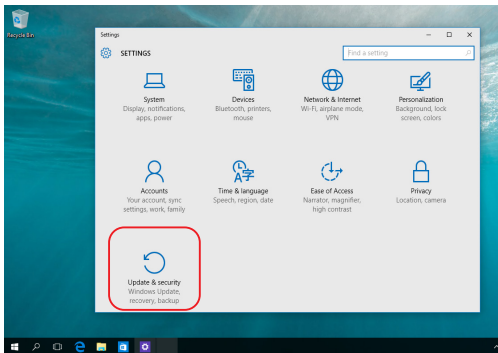 Recycle Bin
Settings
SETTINGS
Find a setting
System
Display, notifications,
apps, power
Devices
Bluetooth, printers,
mouse
Network & Internet
Wi-Fi, airplane mode,
VPN
Personalization
Background, lock
screen, colors
Accounts
Your account, sync
settings, work, family
Time & language
Speech, region, date
Ease of Access
Narrator, magnifier,
high contrast
Privacy
Location, camera
Update & security
Windows Update,
recovery, backup